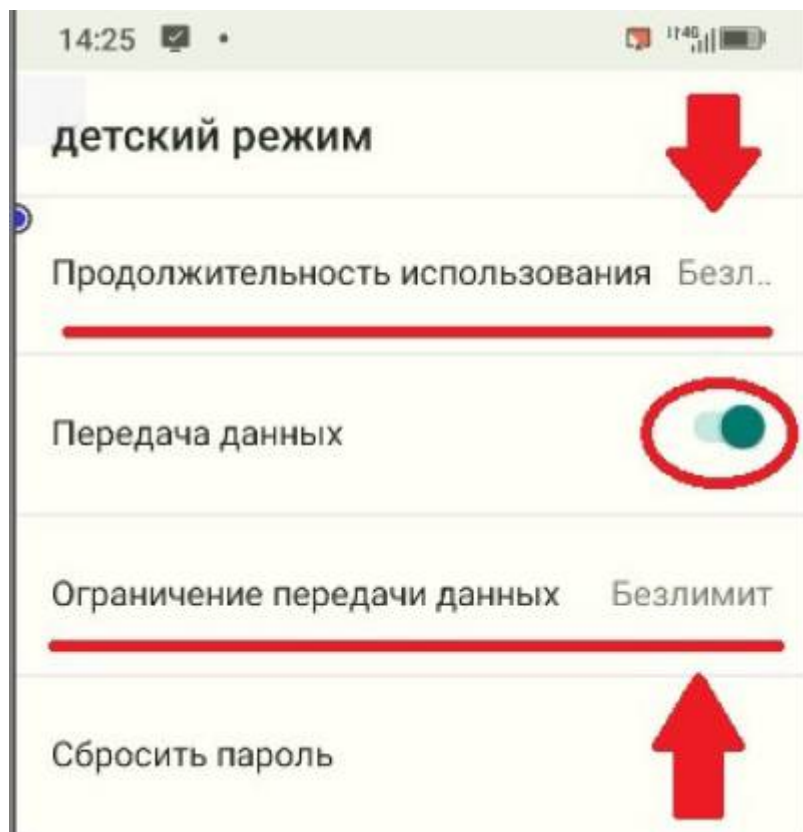 14:25
детский режим
Продолжительность использования Безл..
Передача данных
Ограничение передачи данных Безлимит
Сбросить пароль